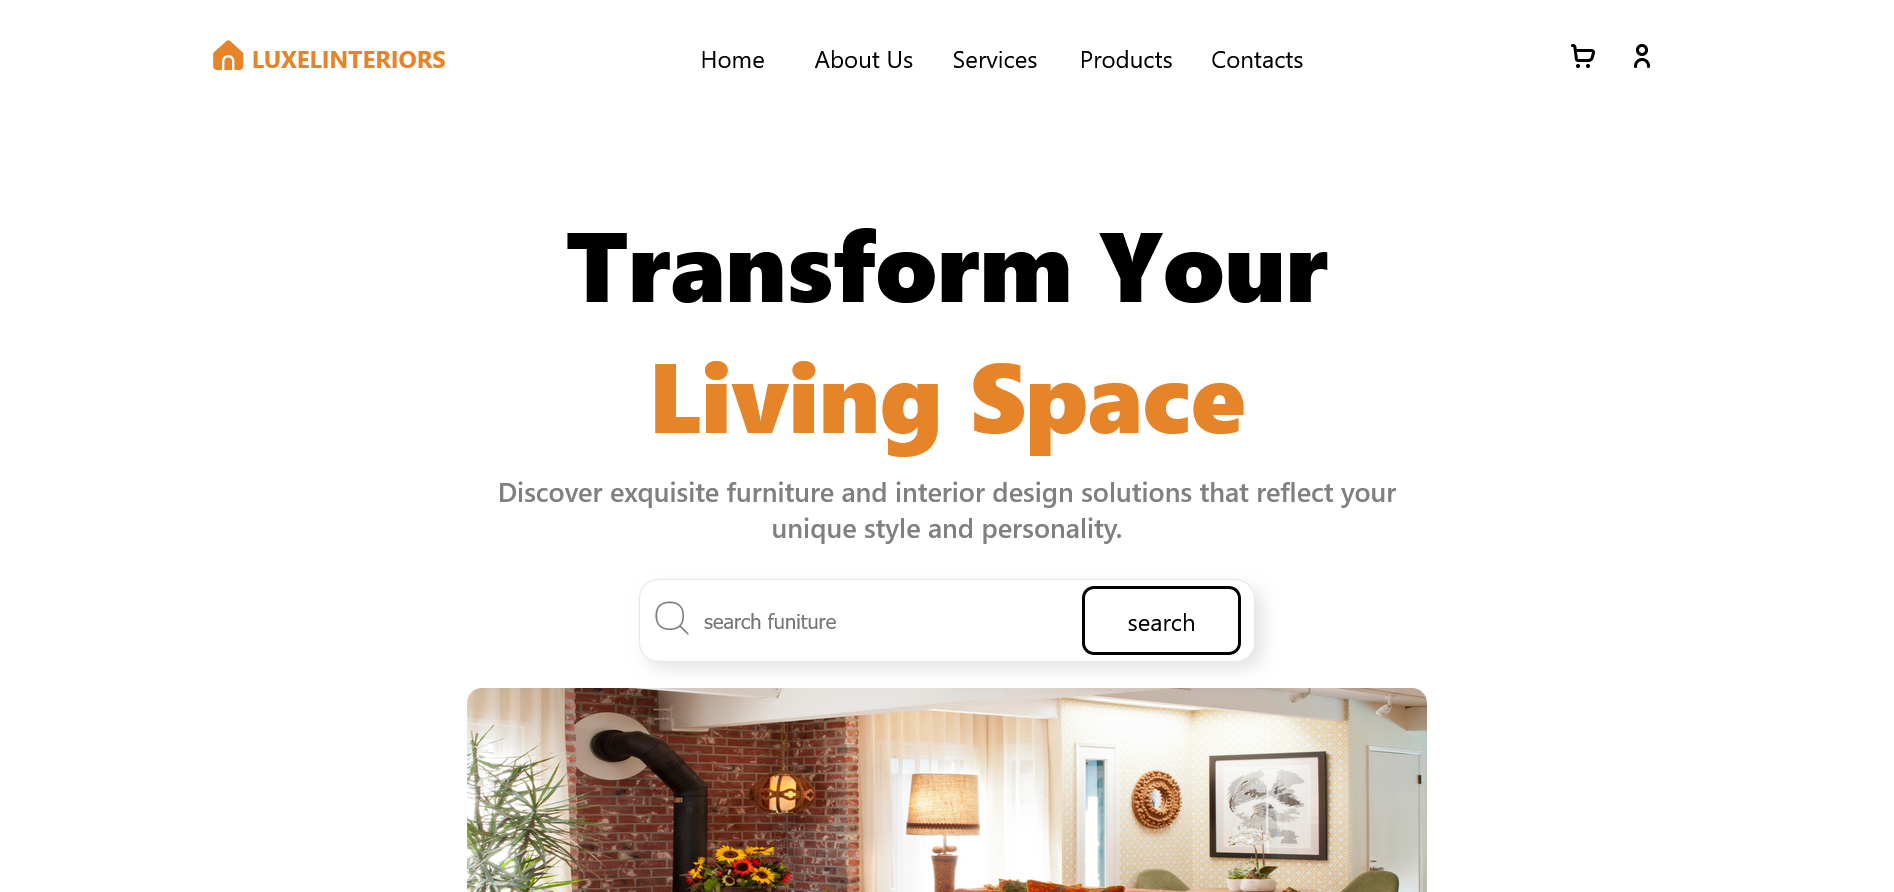 LUXELINTERIORS
Home About Us Services Products Contacts
Transform Your
Living Space
Discover exquisite furniture and interior design solutions that reflect your
unique style and personality.
search funiture
search